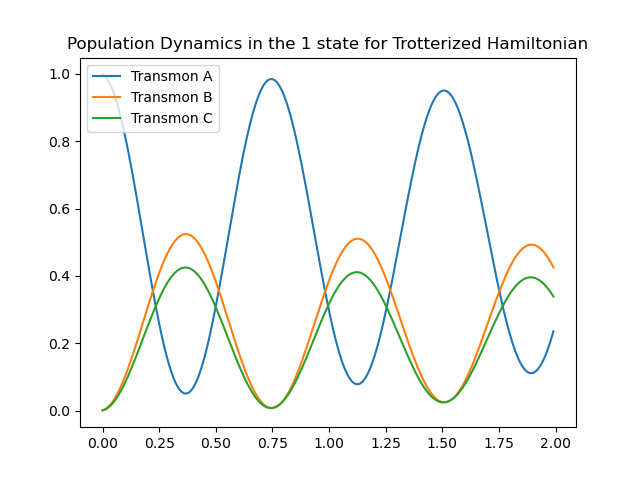 Population Dynamics in the 1 state for Trotterized Hamiltonian
Transmon A
Transmon B
Transmon C
1.0
0.8
0.6
0.4
0.2
0.0
0.00 0.25 0.50 0.75 1.00 1.25 1.50 1.75 2.00